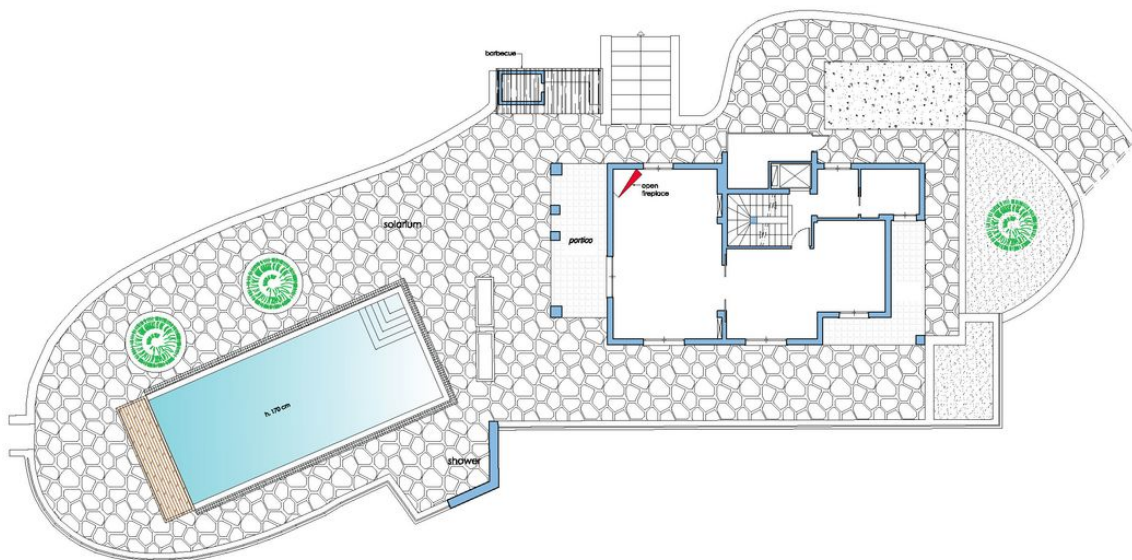 barbecue
open
fireplace
solarium
portico
h. 170 cm
shower